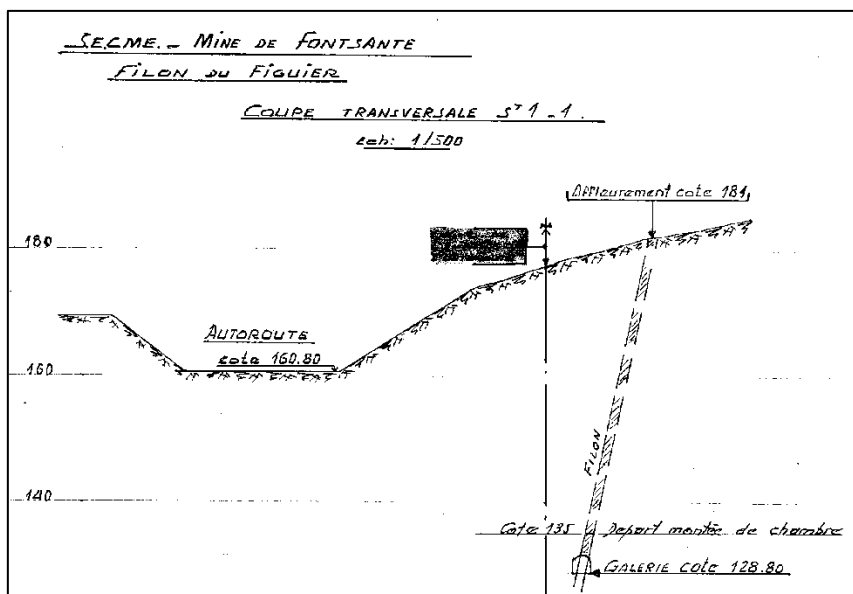 S.E.C.M.E. - MINE DE FONTSANTE
FILON DU FIGUIER
COUPE TRANSVERSALE ST 1-1.
ech: 1/500
Affleurement cote 181
180
AUTOROUTE
cote 160.80
160
FILON
140
Cote 135 Depart montée de chambre
GALERIE cote 128.80